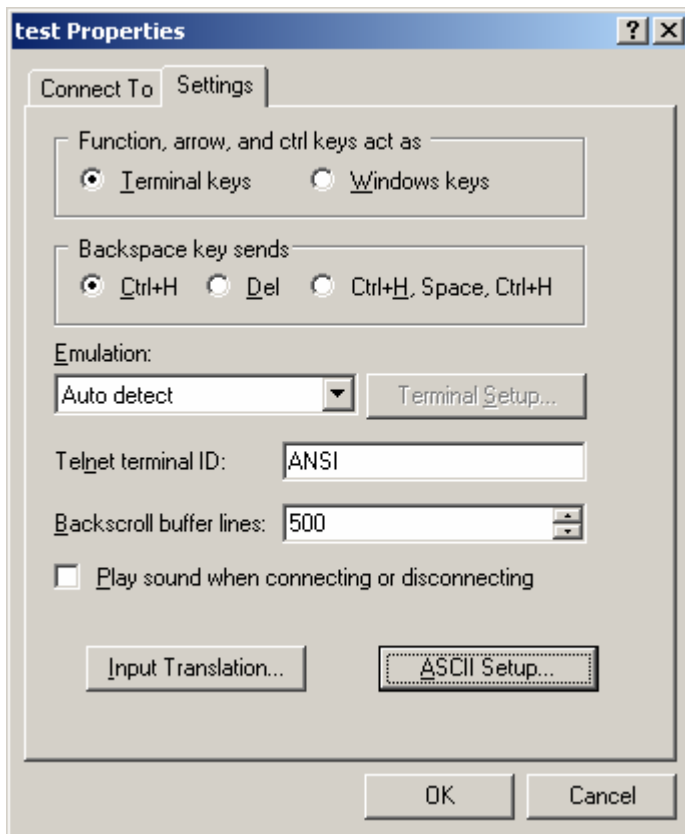 test Properties
Connect To Settings
Function, arrow, and ctrl keys act as
Terminal keys Windows keys
Backspace key sends
Ctrl+H Del Ctrl+H, Space, Ctrl+H
Emulation:
Auto detect Terminal Setup...
Telnet terminal ID: ANSI
Backscroll buffer lines: 500
Play sound when connecting or disconnecting
Input Translation... ASCII Setup...
OK Cancel